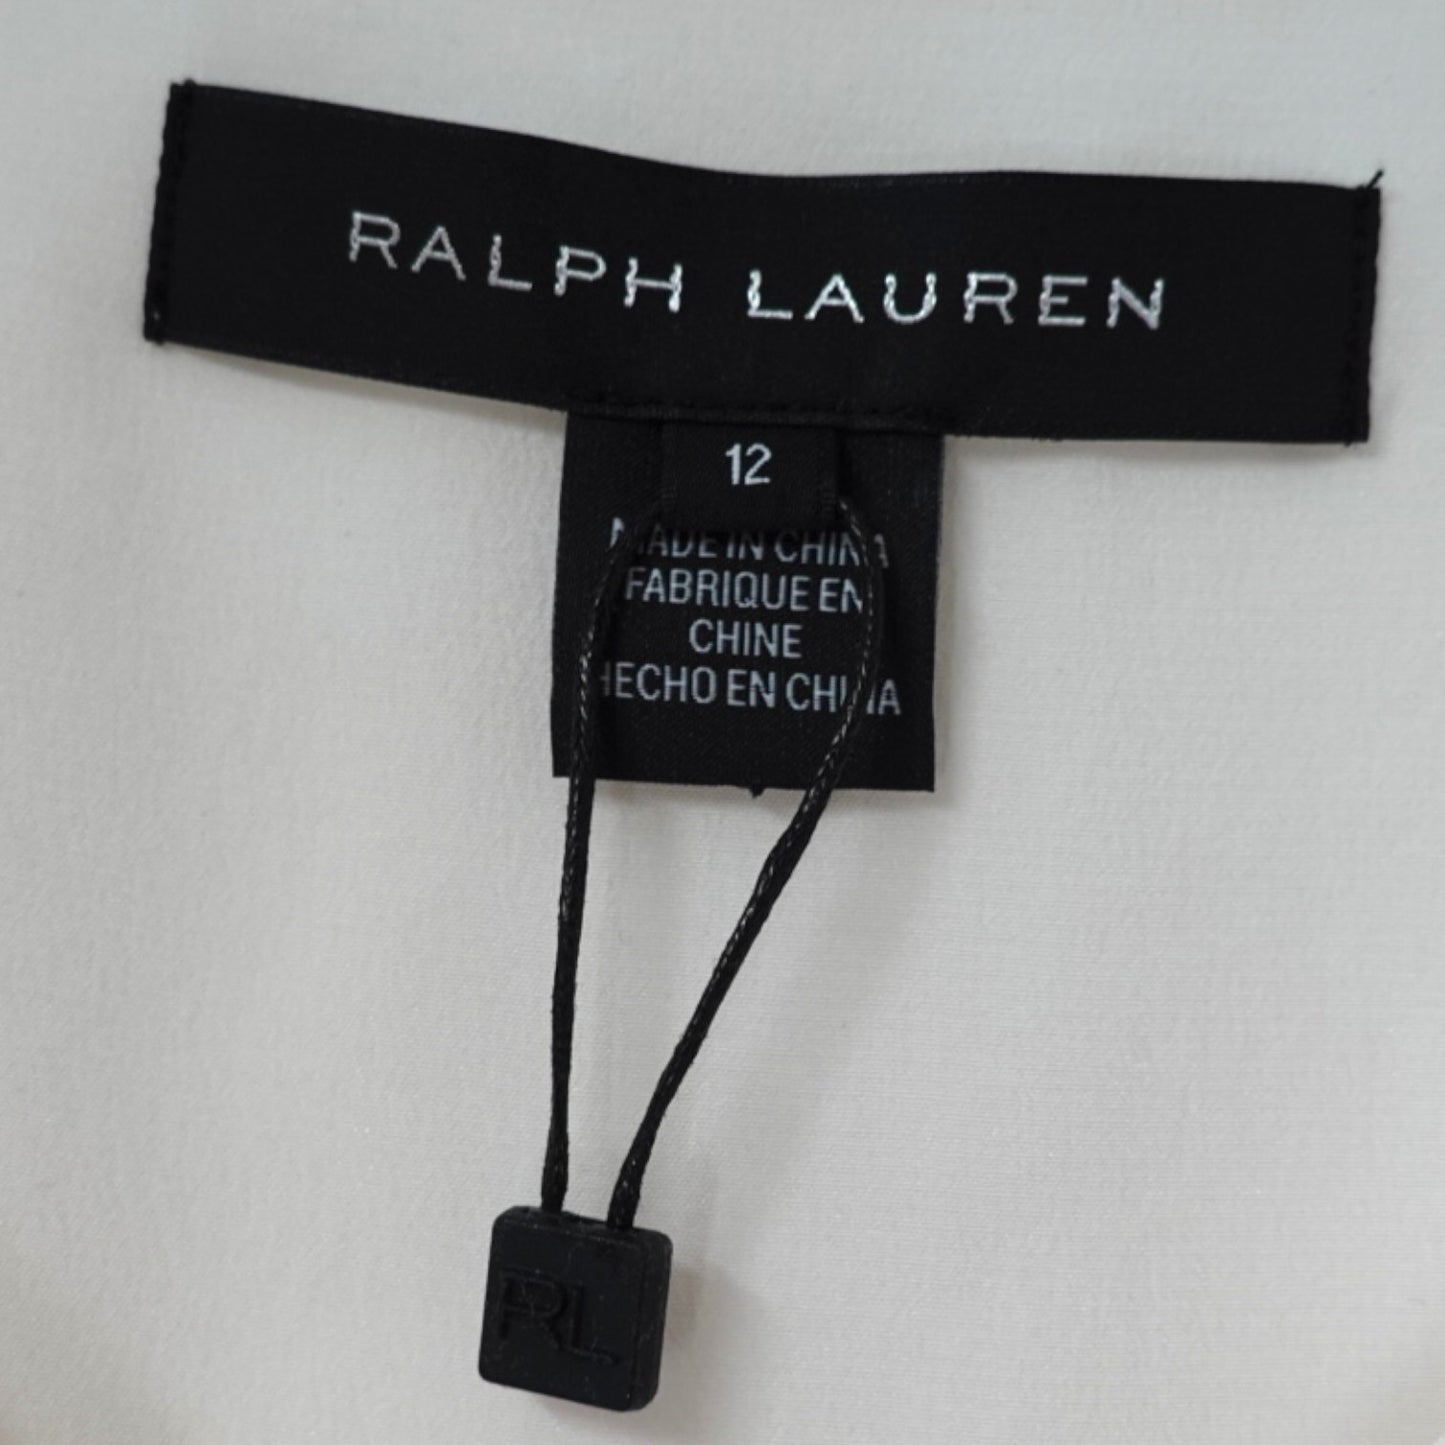 RALPH LAUREN
12
MADE IN CHINA
FABRIQUE EN
CHINE
HECHO EN CHINA
RL